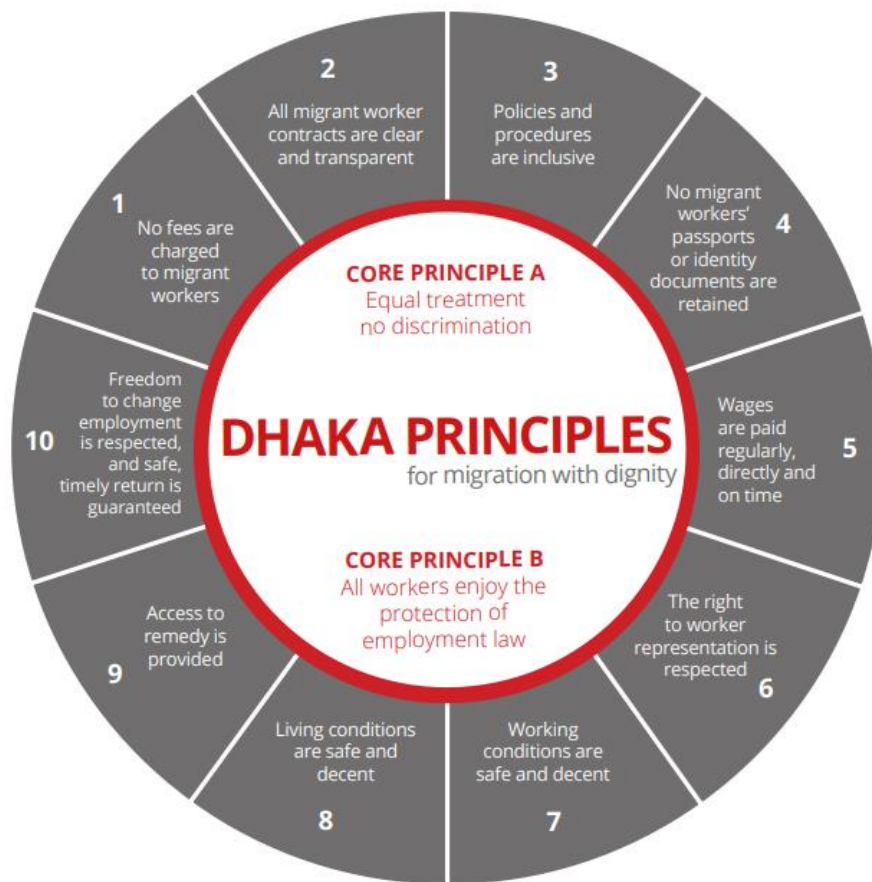 CORE PRINCIPLE A
Equal treatment
no discrimination
DHAKA PRINCIPLES
for migration with dignity
CORE PRINCIPLE B
All workers enjoy the
protection of
employment law
1
No fees are
charged
to migrant
workers
2
All migrant worker
contracts are clear
and transparent
3
Policies and
procedures
are inclusive
4
No migrant
workers’
passports
or identity
documents are
retained
5
Wages
are paid
regularly,
directly and
on time
6
The right
to worker
representation is
respected
7
Working
conditions are
safe and decent
8
Living conditions
are safe and
decent
9
Access to
remedy is
provided
10
Freedom
to change
employment
is respected,
and safe,
timely return is
guaranteed